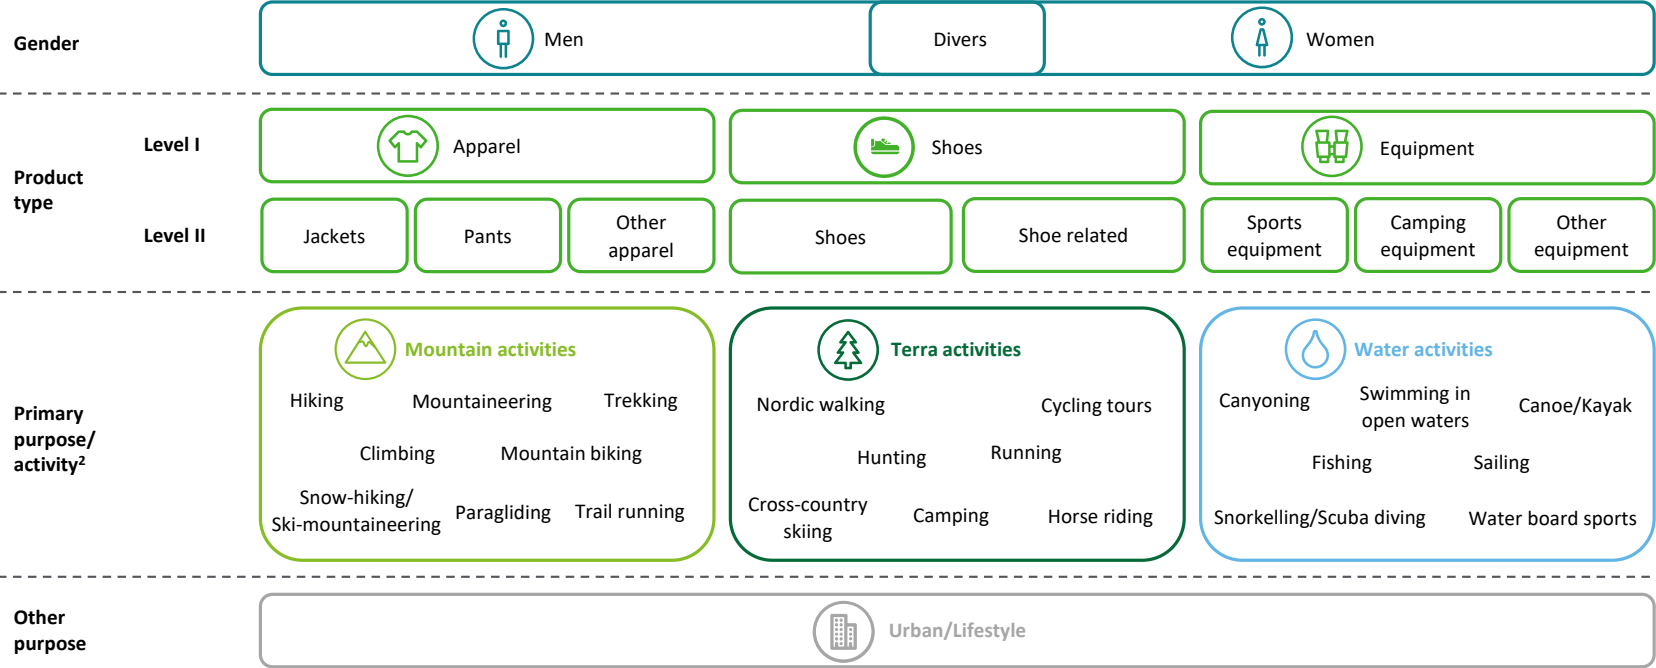 Gender
Men
Divers
Women
Product
type
Level I
Apparel
Shoes
Equipment
Level II
Jackets
Pants
Other
apparel
Shoes
Shoe related
Sports
equipment
Camping
equipment
Other
equipment
Primary
purpose/
activity²
Mountain activities
Hiking
Mountaineering
Trekking
Climbing
Mountain biking
Snow-hiking/
Ski-mountaineering
Paragliding
Trail running
Terra activities
Nordic walking
Cycling tours
Hunting
Running
Cross-country
skiing
Camping
Horse riding
Water activities
Canyoning
Swimming in
open waters
Canoe/Kayak
Fishing
Sailing
Snorkelling/Scuba diving
Water board sports
Other
purpose
Urban/Lifestyle